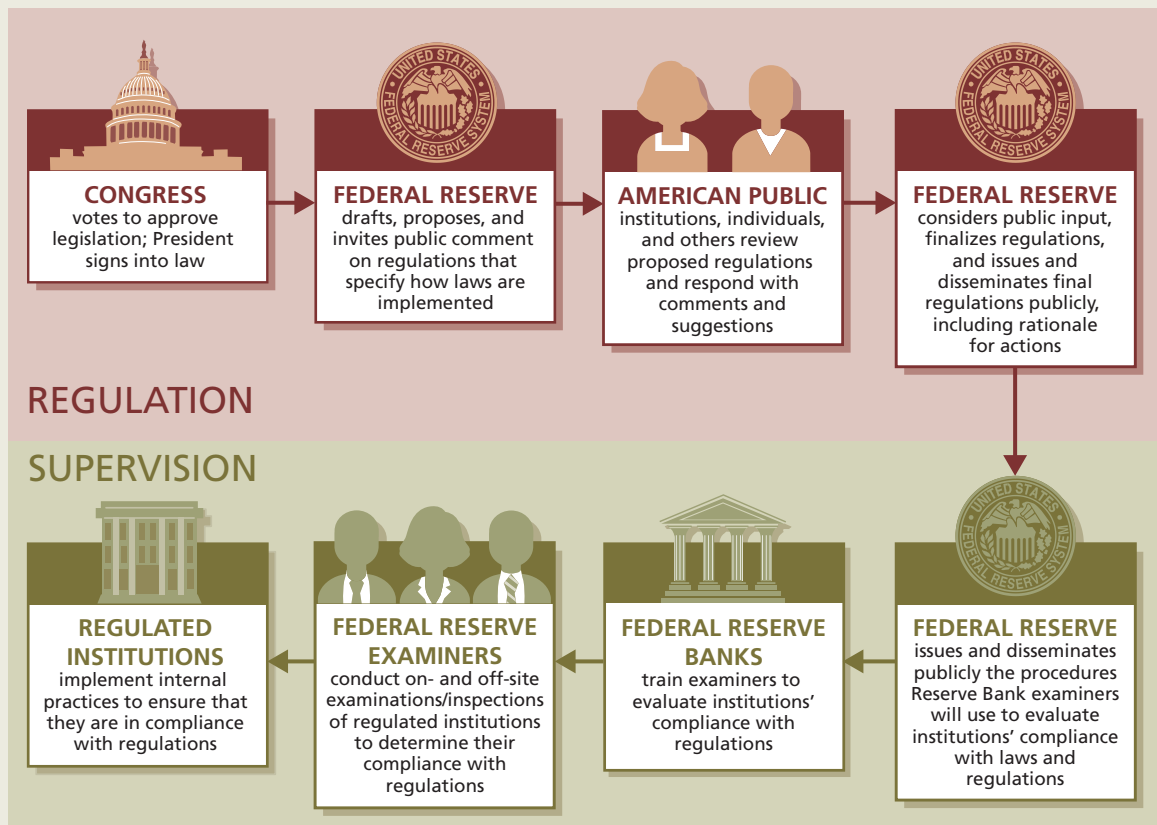 UNITED STATES
FEDERAL RESERVE SYSTEM
UNITED STATES
FEDERAL RESERVE SYSTEM
CONGRESS
votes to approve
legislation; President
signs into law
FEDERAL RESERVE
drafts, proposes, and
invites public comment
on regulations that
specify how laws are
implemented
AMERICAN PUBLIC
institutions, individuals,
and others review
proposed regulations
and respond with
comments and
suggestions
FEDERAL RESERVE
considers public input,
finalizes regulations,
and issues and
disseminates final
regulations publicly,
including rationale
for actions
REGULATION
SUPERVISION
UNITED STATES
FEDERAL RESERVE SYSTEM
FEDERAL RESERVE
issues and disseminates
publicly the procedures
Reserve Bank examiners
will use to evaluate
institutions’ compliance
with laws and
regulations
FEDERAL RESERVE
BANKS
train examiners to
evaluate institutions’
compliance with
regulations
FEDERAL RESERVE
EXAMINERS
conduct on- and off-site
examinations/inspections
of regulated institutions
to determine their
compliance with
regulations
REGULATED
INSTITUTIONS
implement internal
practices to ensure that
they are in compliance
with regulations